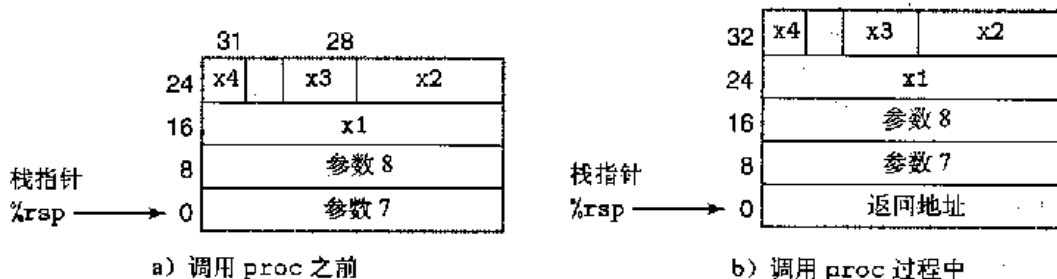 31 28
24 x4 x3 x2
16 x1
8 参数 8
栈指针
%rsp 0 参数 7
a) 调用 proc 之前
32 x4 x3 x2
24 x1
16 参数 8
8 参数 7
栈指针
%rsp 0 返回地址
b) 调用 proc 过程中